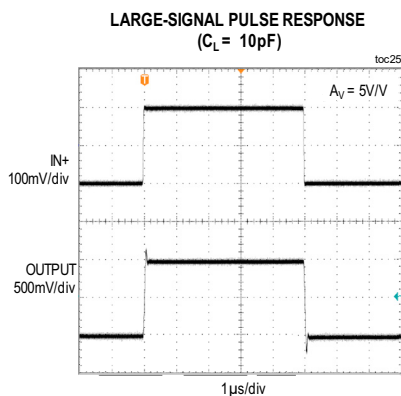 LARGE-SIGNAL PULSE RESPONSE
(CL = 10pF)
toc25
T
AV = 5V/V
IN+
100mV/div
OUTPUT
500mV/div
1µs/div